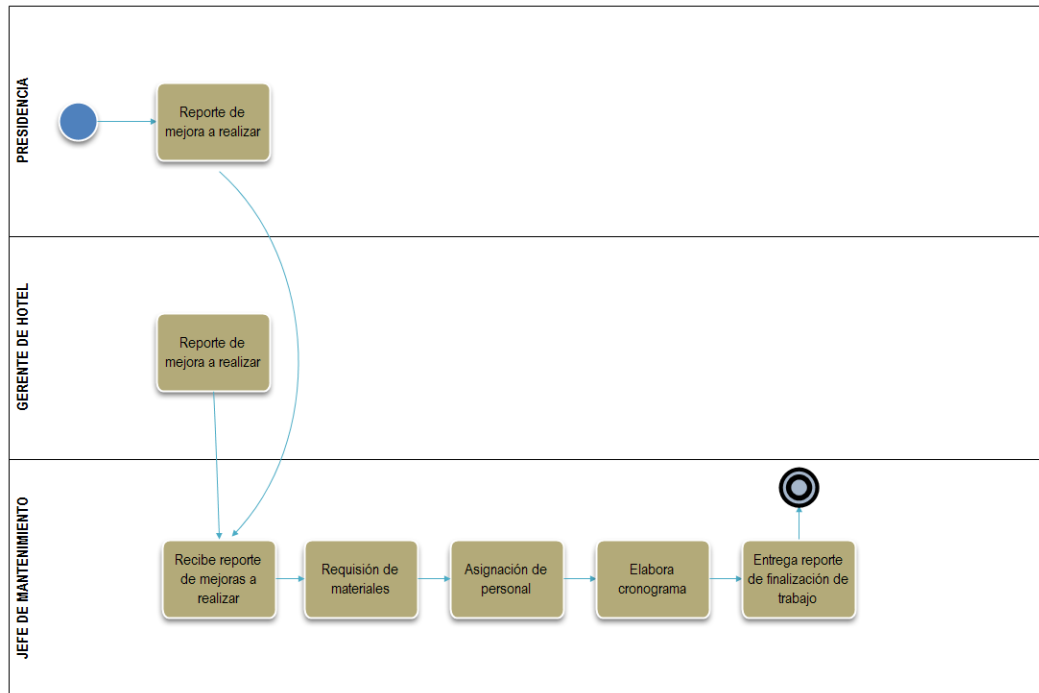 PRESIDENCIA
Reporte de
mejora a realizar
GERENTE DE HOTEL
Reporte de
mejora a realizar
JEFE DE MANTENIMIENTO
Recibe reporte
de mejoras a
realizar
Requisión de
materiales
Asignación de
personal
Elabora
cronograma
Entrega reporte
de finalización de
trabajo